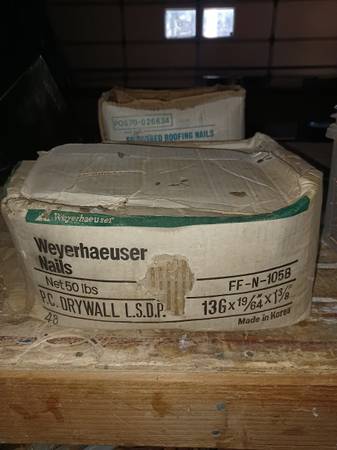 POS70-026834
ROOFING NAILS
Weyerhaeuser
Weyerhaeuser
Nails
Net 50 lbs
FF-N-105B
P.C. DRYWALL L.S.D.P.
13G x 19/64" x 1 3/8"
48
Made in Korea